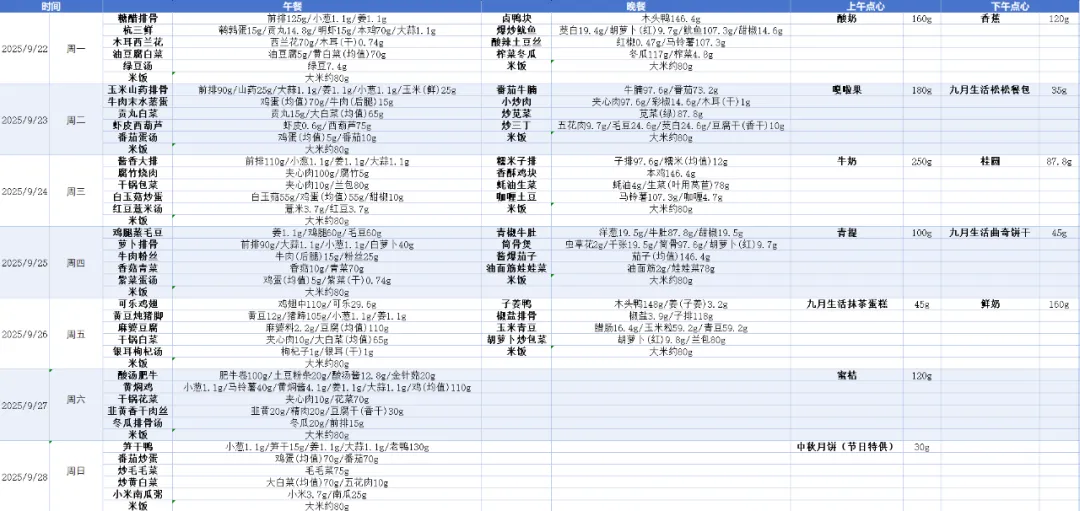 时间 午餐 晚餐 上午点心 下午点心
2025/9/22 周一
糖醋排骨 前排125g/小葱1.1g/姜1.1g 卤鸭块 木头鸭146.4g 酸奶 160g 香蕉 120g
杭三鲜 鹌鹑蛋15g/贡丸14.8g/明虾15g/本鸡70g/大蒜1.1g 爆炒鱿鱼 茭白19.4g/胡萝卜(红)9.7g/鱿鱼107.3g/甜椒14.6g
木耳西兰花 西兰花70g/木耳(干)0.74g 酸辣土豆丝 红椒0.47g/马铃薯107.3g
油豆腐白菜 油豆腐5g/黄白菜(均值)70g 榨菜冬瓜 冬瓜117g/榨菜4.8g
绿豆汤 绿豆7.4g 米饭 大米约80g
米饭 大米约80g
2025/9/23 周二
玉米山药排骨 前排90g/山药25g/大蒜1.1g/姜1.1g/小葱1.1g/玉米(鲜)25g 番茄牛腩 牛腩97.6g/番茄73.2g 嘎啦果 180g 九月生活松松餐包 35g
牛肉末水蒸蛋 鸡蛋(均值)70g/牛肉(后腿)15g 小炒肉 夹心肉97.6g/彩椒14.6g/木耳(干)1g
贡丸白菜 贡丸15g/大白菜(均值)65g 炒苋菜 苋菜(绿)87.8g
虾皮西葫芦 虾皮0.6g/西葫芦75g 炒三丁 五花肉9.7g/毛豆24.6g/茭白24.6g/豆腐干(香干)10g
番茄蛋汤 鸡蛋(均值)5g/番茄10g 米饭 大米约80g
米饭 大米约80g
2025/9/24 周三
酱香大排 前排110g/小葱1.1g/姜1.1g/大蒜1.1g 糯米子排 子排97.6g/糯米(均值)12g 牛奶 250g 桂圆 87.8g
腐竹烧肉 夹心肉100g/腐竹5g 香酥鸡块 本鸡146.4g
干锅包菜 夹心肉10g/兰包80g 蚝油生菜 蚝油4g/生菜(叶用莴苣)78g
白玉菇炒蛋 白玉菇55g/鸡蛋(均值)55g/甜椒10g 咖喱土豆 马铃薯107.3g/咖喱4.7g
红豆薏米汤 薏米3.7g/红豆3.7g 米饭 大米约80g
米饭 大米约80g
2025/9/25 周四
鸡腿蒸毛豆 姜1.1g/鸡腿60g/毛豆60g 青椒牛肚 洋葱19.5g/牛肚87.8g/甜椒19.5g 青提 100g 九月生活曲奇饼干 45g
萝卜排骨 前排90g/大蒜1.1g/小葱1.1g/白萝卜40g 筒骨煲 虫草花2g/千张19.5g/筒骨97.6g/胡萝卜(红)9.7g
牛肉粉丝 牛肉(后腿)15g/粉丝25g 酱爆茄子 茄子(均值)146.4g
香菇青菜 香菇10g/青菜70g 油面筋娃娃菜 油面筋2g/娃娃菜78g
紫菜蛋汤 鸡蛋(均值)5g/紫菜(干)0.74g 米饭 大米约80g
米饭 大米约80g
2025/9/26 周五
可乐鸡翅 鸡翅中110g/可乐29.6g 子姜鸭 木头鸭148g/姜(子姜)3.2g 九月生活抹茶蛋糕 45g 鲜奶 150g
黄豆炖猪脚 黄豆12g/猪蹄105g/小葱1.1g/姜1.1g 椒盐排骨 椒盐3.9g/子排118g
麻婆豆腐 麻婆料2.2g/豆腐(均值)110g 玉米青豆 腊肠16.4g/玉米粒59.2g/青豆59.2g
干锅白菜 夹心肉10g/大白菜(均值)65g 胡萝卜炒包菜 胡萝卜(红)9.8g/兰包80g
银耳枸杞汤 枸杞子1g/银耳(干)1g 米饭 大米约80g
米饭 大米约80g
2025/9/27 周六
酸汤肥牛 肥牛卷100g/土豆粉条20g/酸汤酱12.8g/金针菇20g 蜜桔 120g
黄焖鸡 小葱1.1g/马铃薯40g/黄焖酱4.1g/姜1.1g/大蒜1.1g/鸡(均值)110g
干锅花菜 夹心肉10g/花菜70g
韭黄香干肉丝 韭黄20g/精肉20g/豆腐干(香干)30g
冬瓜排骨汤 冬瓜20g/前排15g
米饭 大米约80g
2025/9/28 周日
笋干鸭 小葱1.1g/笋干15g/姜1.1g/大蒜1.1g/老鸭130g 中秋月饼(节日特供) 30g
番茄炒蛋 鸡蛋(均值)70g/番茄70g
炒毛毛菜 毛毛菜75g
炒黄白菜 大白菜(均值)70g/五花肉10g
小米南瓜粥 小米3.7g/南瓜25g
米饭 大米约80g